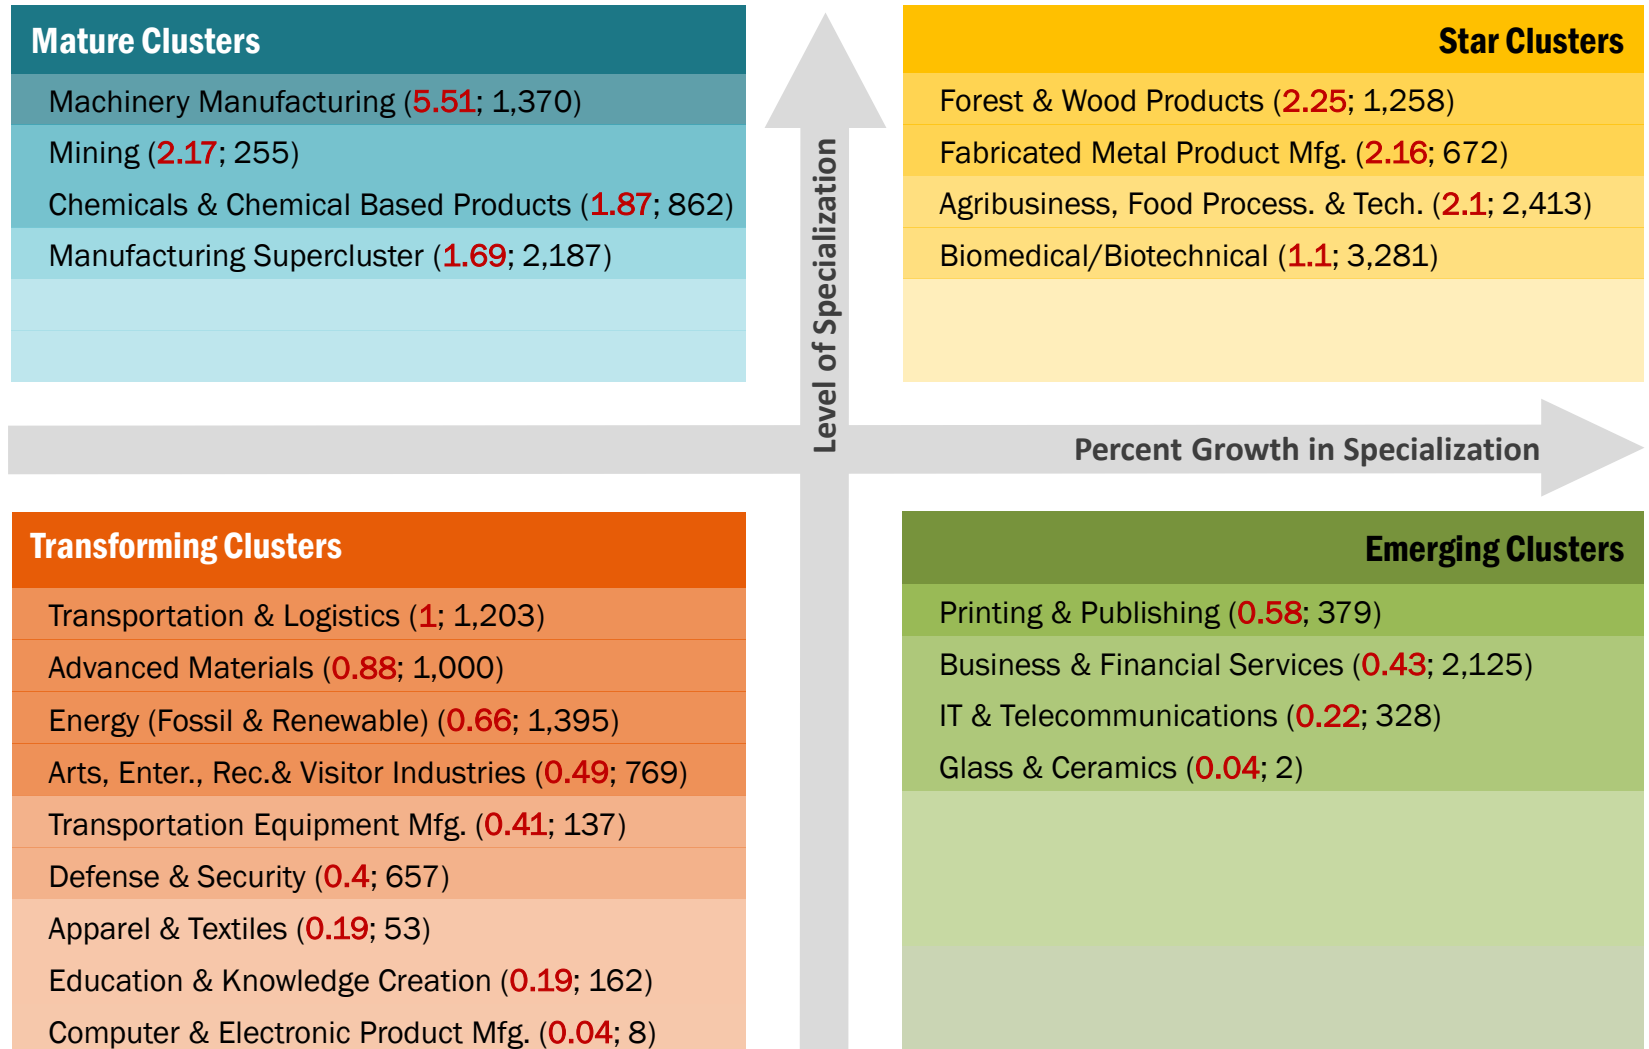 Mature Clusters
Machinery Manufacturing (5.51; 1,370)
Mining (2.17; 255)
Chemicals & Chemical Based Products (1.87; 862)
Manufacturing Supercluster (1.69; 2,187)
Star Clusters
Forest & Wood Products (2.25; 1,258)
Fabricated Metal Product Mfg. (2.16; 672)
Agribusiness, Food Process. & Tech. (2.1; 2,413)
Biomedical/Biotechnical (1.1; 3,281)
Level of Specialization
Percent Growth in Specialization
Transforming Clusters
Transportation & Logistics (1; 1,203)
Advanced Materials (0.88; 1,000)
Energy (Fossil & Renewable) (0.66; 1,395)
Arts, Enter., Rec.& Visitor Industries (0.49; 769)
Transportation Equipment Mfg. (0.41; 137)
Defense & Security (0.4; 657)
Apparel & Textiles (0.19; 53)
Education & Knowledge Creation (0.19; 162)
Computer & Electronic Product Mfg. (0.04; 8)
Emerging Clusters
Printing & Publishing (0.58; 379)
Business & Financial Services (0.43; 2,125)
IT & Telecommunications (0.22; 328)
Glass & Ceramics (0.04; 2)